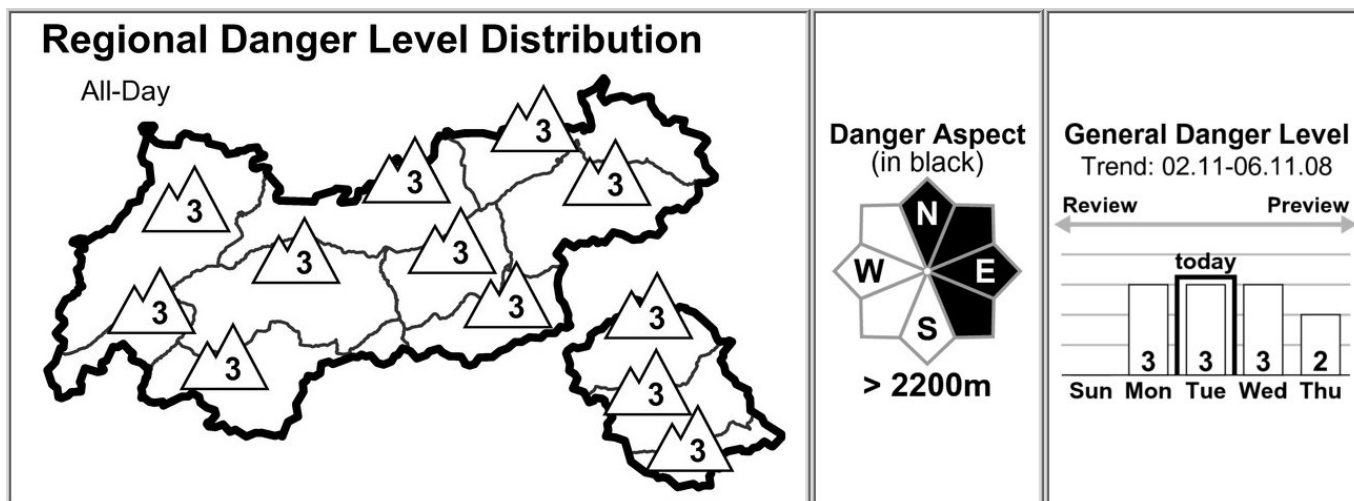 Regional Danger Level Distribution
All-Day
3
3
3
3
3
3
3
3
3
3
3
3
Danger Aspect
(in black)
N
W E
S
> 2200m
General Danger Level
Trend: 02.11-06.11.08
Review Preview
today
3 3 3 2
Sun Mon Tue Wed Thu